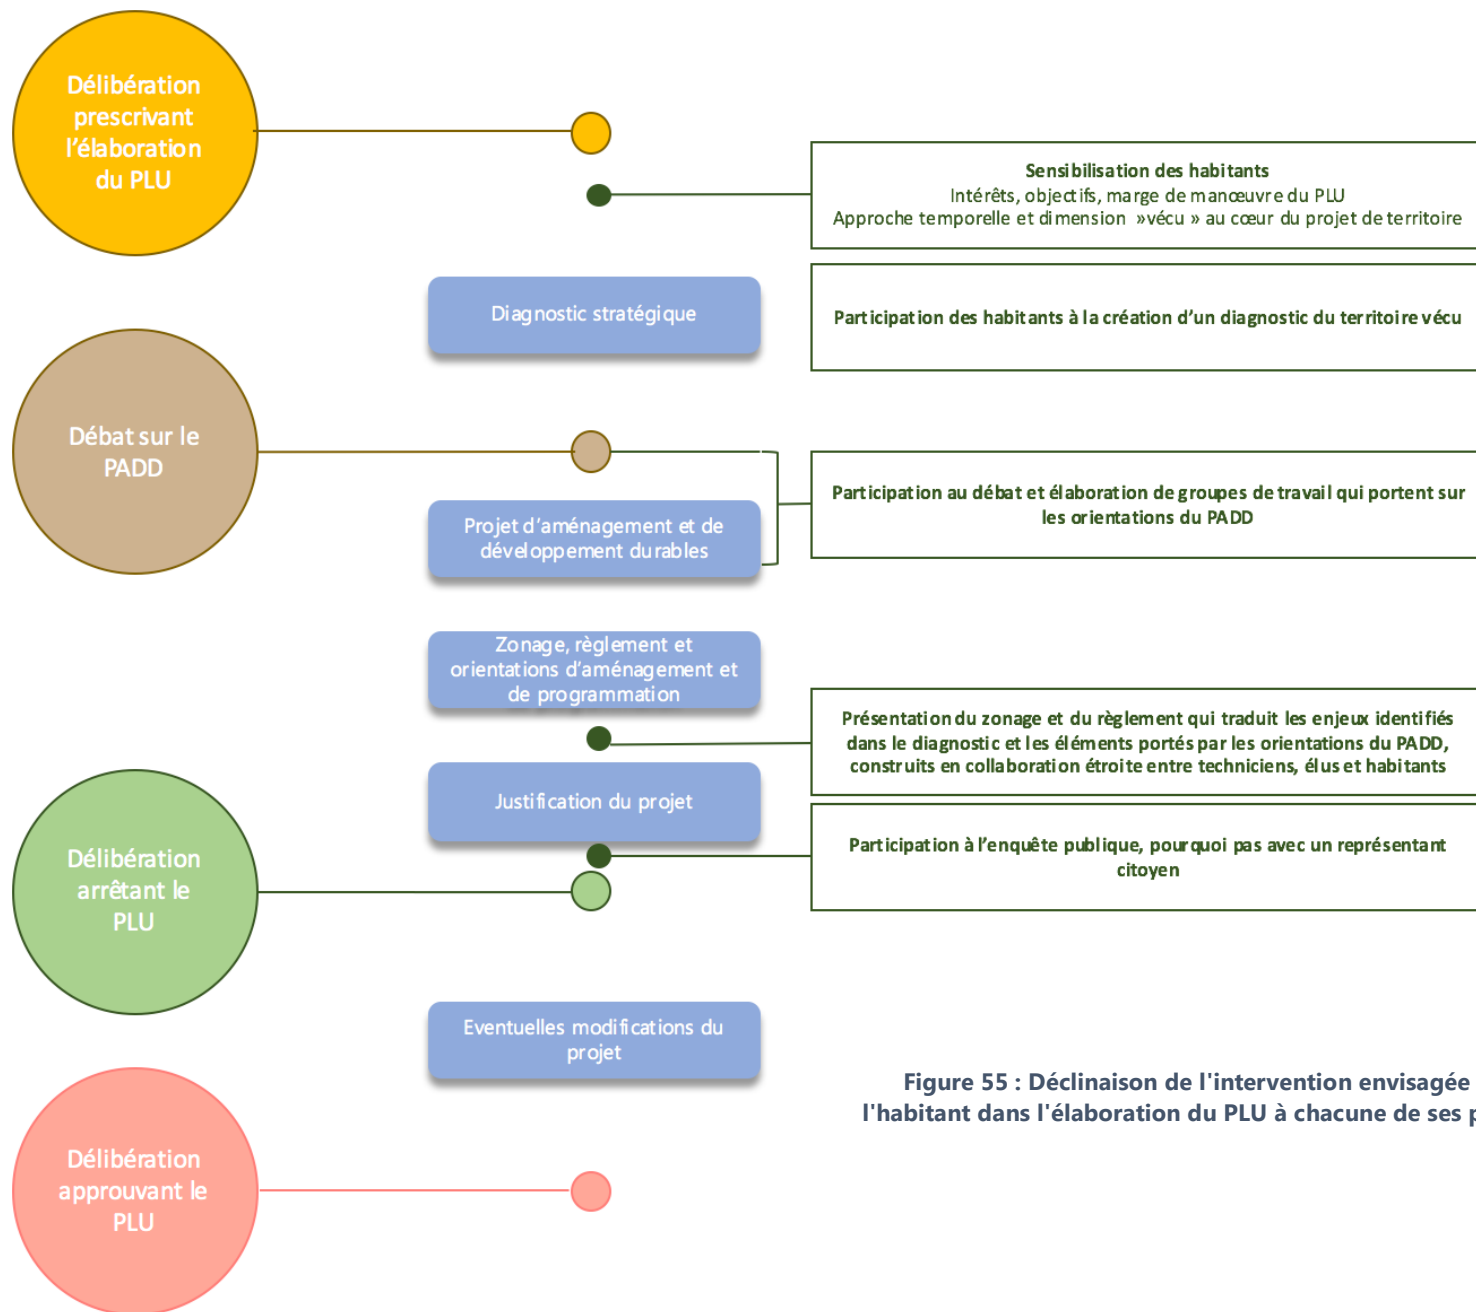 Délibération
prescrivant
l'élaboration
du PLU
Sensibilisation des habitants
Intérêts, objectifs, marge de manœuvre du PLU
Approche temporelle et dimension »vécu » au cœur du projet de territoire
Diagnostic stratégique
Participation des habitants à la création d'un diagnostic du territoire vécu
Débat sur le
PADD
Participation au débat et élaboration de groupes de travail qui portent sur
les orientations du PADD
Projet d'aménagement et de
développement durables
Zonage, règlement et
orientations d'aménagement et
de programmation
Présentation du zonage et du règlement qui traduit les enjeux identifiés
dans le diagnostic et les éléments portés par les orientations du PADD,
construits en collaboration étroite entre techniciens, élus et habitants
Justification du projet
Participation à l'enquête publique, pourquoi pas avec un représentant
citoyen
Délibération
arrêtant le
PLU
Eventuelles modifications du
projet
Figure 55 : Déclinaison de l'intervention envisagée
l'habitant dans l'élaboration du PLU à chacune de ses
Délibération
approuvant le
PLU